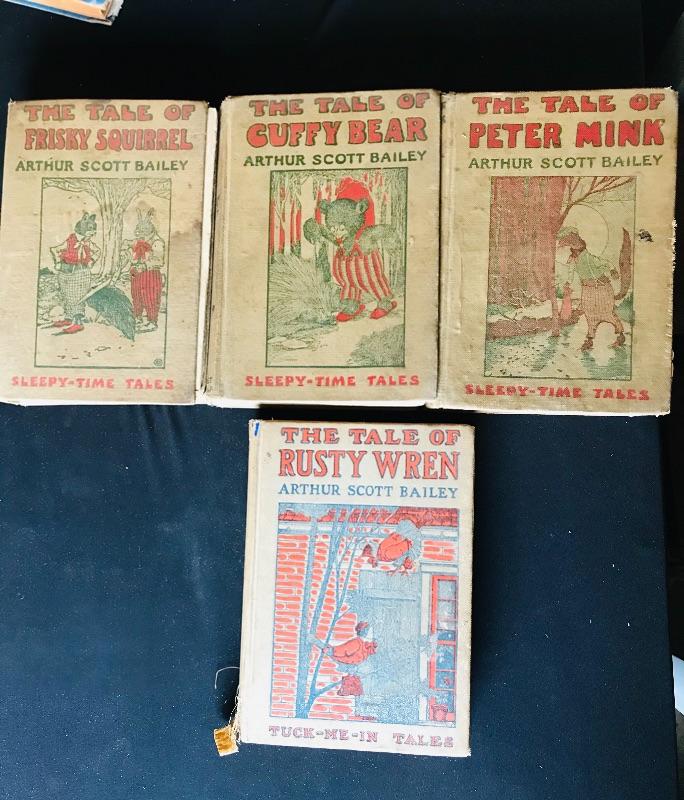 THE TALE OF
FRISKY SQUIRREL
ARTHUR SCOTT BAILEY
SLEEPY-TIME TALES
THE TALE OF
CUFFY BEAR
ARTHUR SCOTT BAILEY
SLEEPY-TIME TALES
THE TALE OF
PETER MINK
ARTHUR SCOTT BAILEY
SLEEPY-TIME TALES
THE TALE OF
RUSTY WREN
ARTHUR SCOTT BAILEY
TUCK-ME-IN TALES